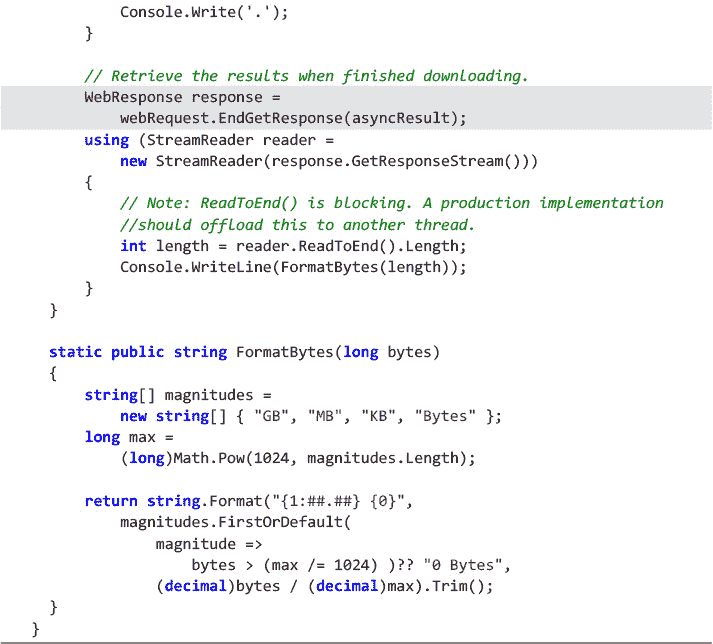 Console.Write('.');
        }

        // Retrieve the results when finished downloading.
        WebResponse response =
            webRequest.EndGetResponse(asyncResult);
        using (StreamReader reader =
            new StreamReader(response.GetResponseStream()))
        {
            // Note: ReadToEnd() is blocking. A production implementation
            //should offload this to another thread.
            int length = reader.ReadToEnd().Length;
            Console.WriteLine(FormatBytes(length));
        }
    }

    static public string FormatBytes(long bytes)
    {
        string[] magnitudes =
            new string[] { "GB", "MB", "KB", "Bytes" };
        long max =
            (long)Math.Pow(1024, magnitudes.Length);

        return string.Format("{1:##.##} {0}",
            magnitudes.FirstOrDefault(
                magnitude =>
                    bytes > (max /= 1024) )?? "0 Bytes",
                (decimal)bytes / (decimal)max).Trim();
    }
  }